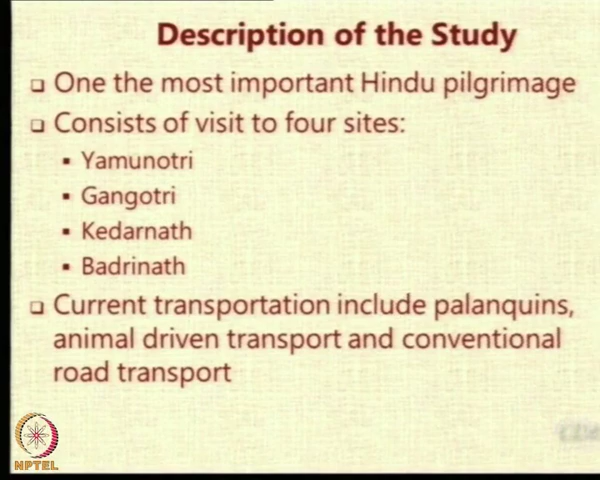 Description of the Study
One the most important Hindu pilgrimage
Consists of visit to four sites:
Yamunotri
Gangotri
Kedarnath
Badrinath
Current transportation include palanquins,
animal driven transport and conventional
road transport
NPTEL